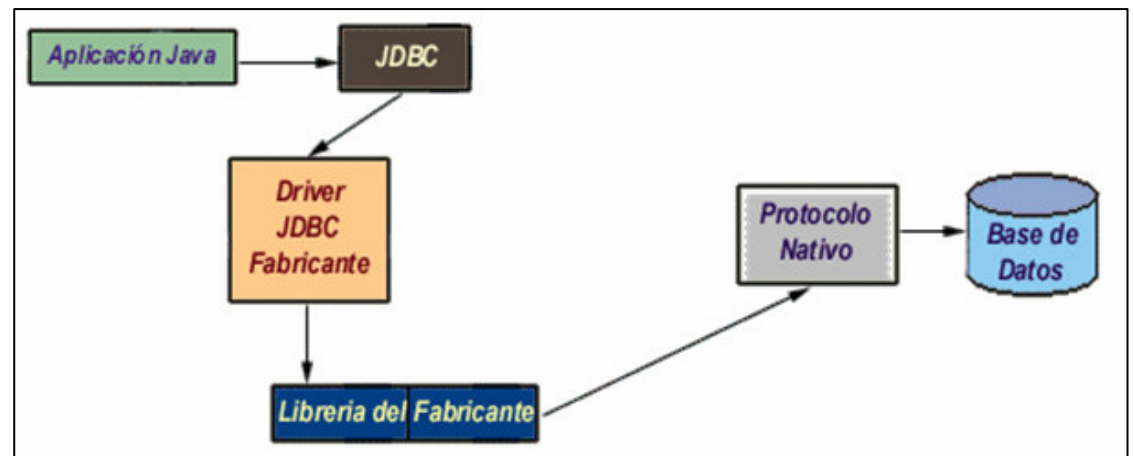 Aplicación Java
JDBC
Driver
JDBC
Fabricante
Libreria del Fabricante
Protocolo
Nativo
Base de
Datos